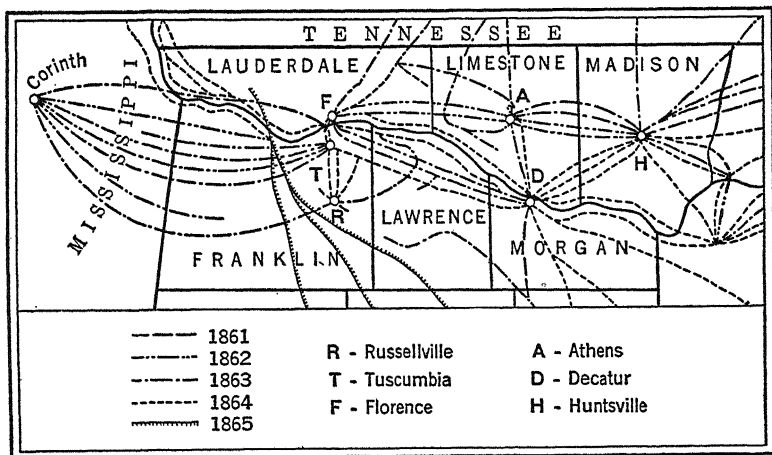 TENNESSEE
Corinth
MISSISSIPPI
LAUDERDALE
LIMESTONE
MADISON
F
A
H
T
D
R
LAWRENCE
FRANKLIN
MORGAN
1861
1862
1863
1864
1865
R - Russellville
T - Tuscumbia
F - Florence
A - Athens
D - Decatur
H - Huntsville